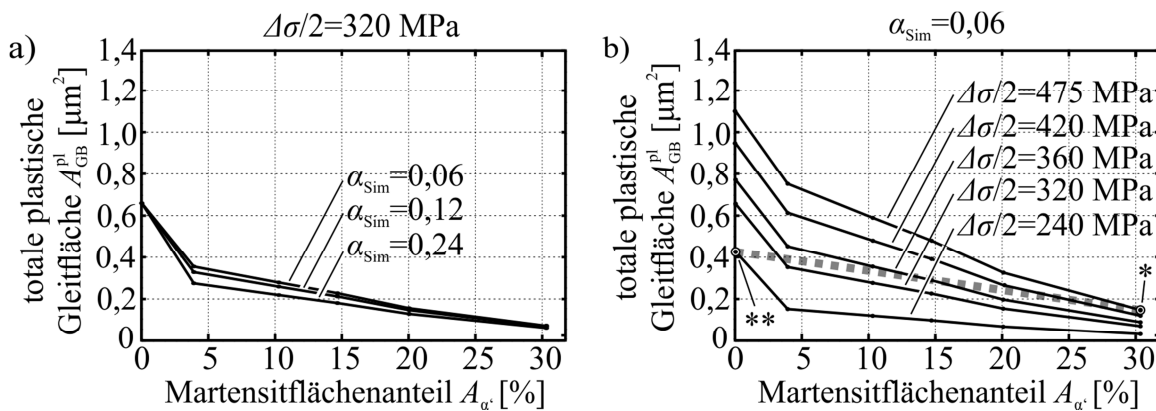 a)
Δσ/2=320 MPa
totale plastische
Gleitfläche A_GB^pl [µm²]
1,4
1,2
1,0
0,8
0,6
0,4
0,2
0
α_Sim=0,06
α_Sim=0,12
α_Sim=0,24
0 5 10 15 20 25 30
Martensitflächenanteil A_α‘ [%]
b)
α_Sim=0,06
totale plastische
Gleitfläche A_GB^pl [µm²]
1,4
1,2
1,0
0,8
0,6
0,4
0,2
0
Δσ/2=475 MPa
Δσ/2=420 MPa
Δσ/2=360 MPa
Δσ/2=320 MPa
Δσ/2=240 MPa
*
**
0 5 10 15 20 25 30
Martensitflächenanteil A_α‘ [%]